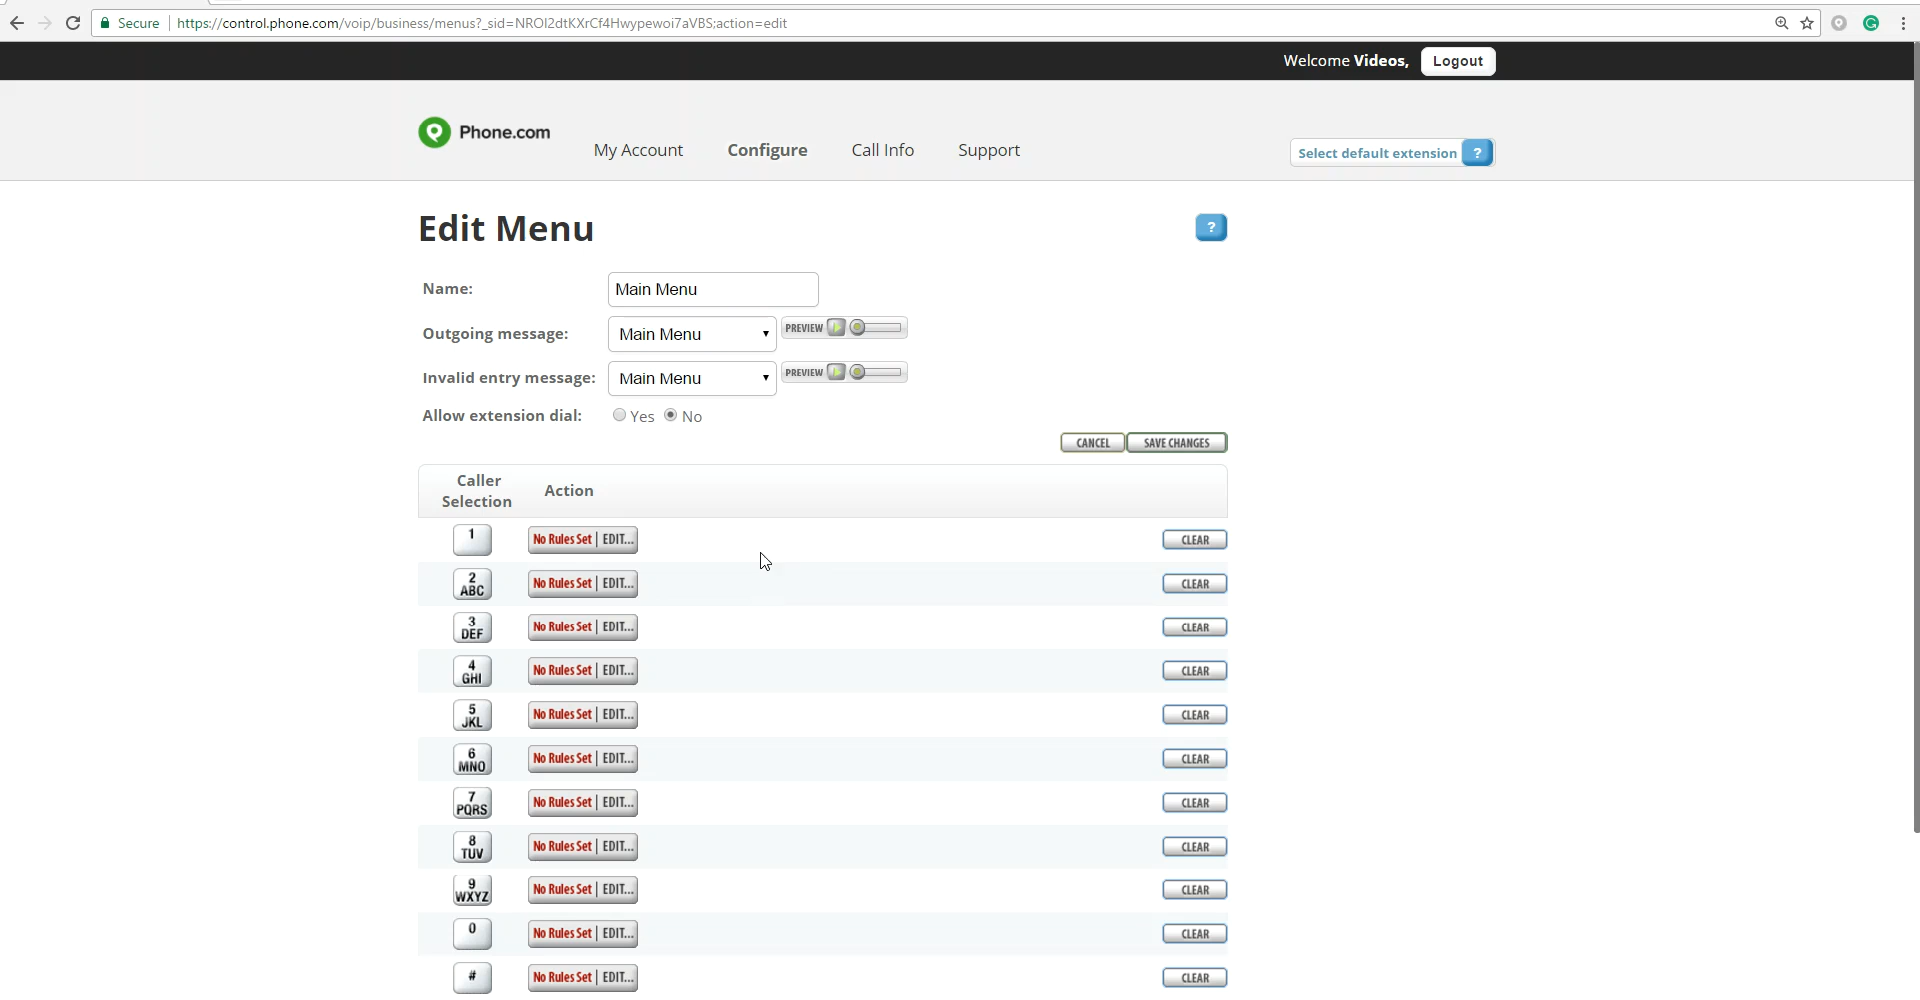 Secure https://control.phone.com/voip/business/menus?_sid=NROI2dtKXrCf4Hwypewoi7aVBS;action=edit
Welcome Videos, Logout
Phone.com My Account Configure Call Info Support Select default extension ?
Edit Menu ?
Name: Main Menu
Outgoing message: Main Menu PREVIEW
Invalid entry message: Main Menu PREVIEW
Allow extension dial: Yes No
CANCEL SAVE CHANGES
Caller
Selection Action
1 No Rules Set | EDIT... CLEAR
2
ABC No Rules Set | EDIT... CLEAR
3
DEF No Rules Set | EDIT... CLEAR
4
GHI No Rules Set | EDIT... CLEAR
5
JKL No Rules Set | EDIT... CLEAR
6
MNO No Rules Set | EDIT... CLEAR
7
PQRS No Rules Set | EDIT... CLEAR
8
TUV No Rules Set | EDIT... CLEAR
9
WXYZ No Rules Set | EDIT... CLEAR
0 No Rules Set | EDIT... CLEAR
# No Rules Set | EDIT... CLEAR